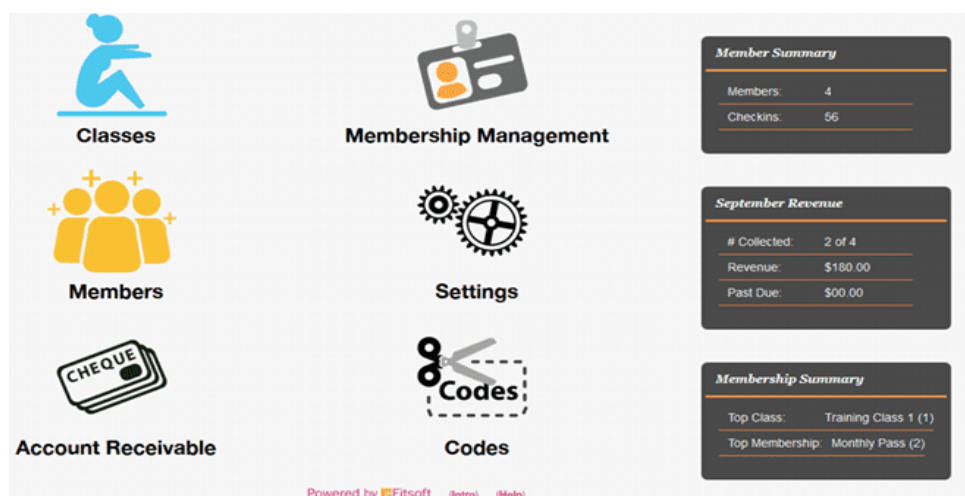 Classes
Membership Management
Members
Settings
CHEQUE
Account Receivable
Codes
Codes
Member Summary
Members: 4
Checkins: 56
September Revenue
# Collected: 2 of 4
Revenue: $180.00
Past Due: $00.00
Membership Summary
Top Class: Training Class 1 (1)
Top Membership: Monthly Pass (2)
Powered by Fitsoft (Intro) (Help)